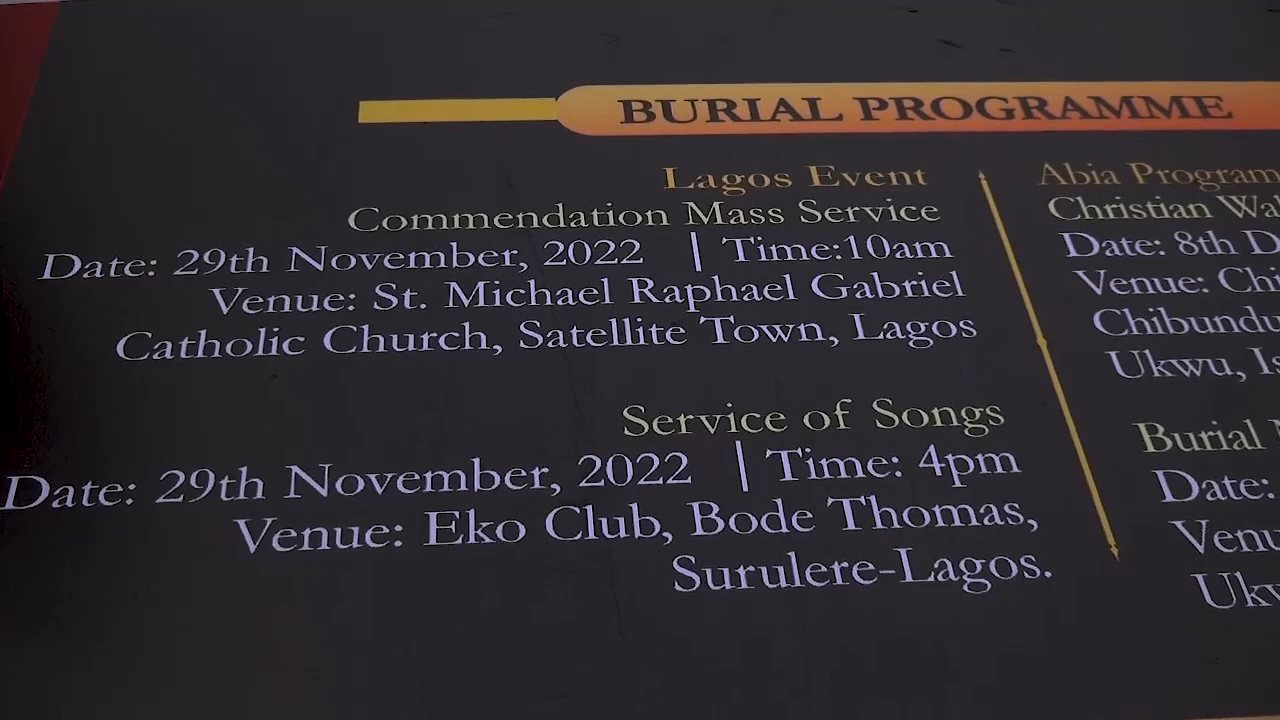 BURIAL PROGRAMME
Lagos Event
Commendation Mass Service
Date: 29th November, 2022 | Time:10am
Venue: St. Michael Raphael Gabriel
Catholic Church, Satellite Town, Lagos
Service of Songs
Date: 29th November, 2022 | Time: 4pm
Venue: Eko Club, Bode Thomas,
Surulere-Lagos.
Abia Program
Christian
Date: 8th
Venue:
Ukwu,
Burial
Date: